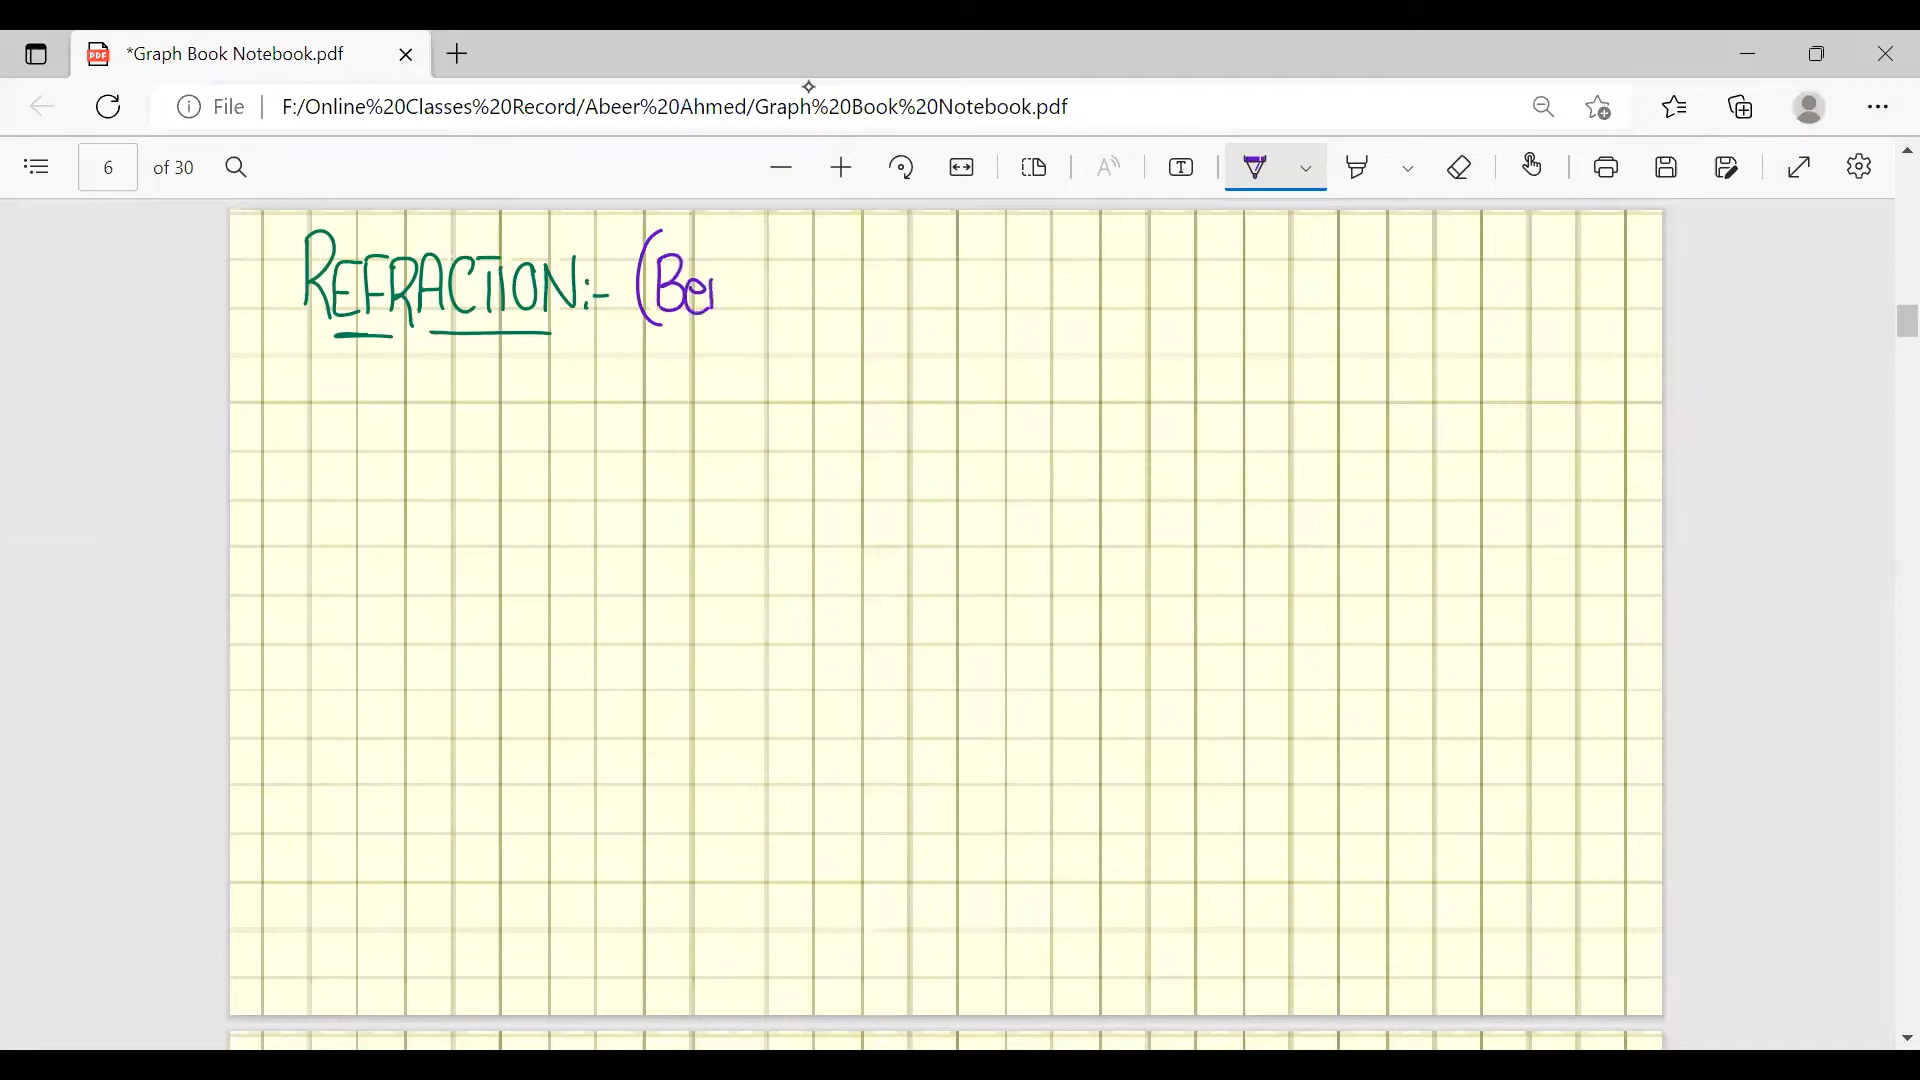 *Graph Book Notebook.pdf
File F:/Online%20Classes%20Record/Abeer%20Ahmed/Graph%20Book%20Notebook.pdf
6 of 30
REFRACTION:- (Be